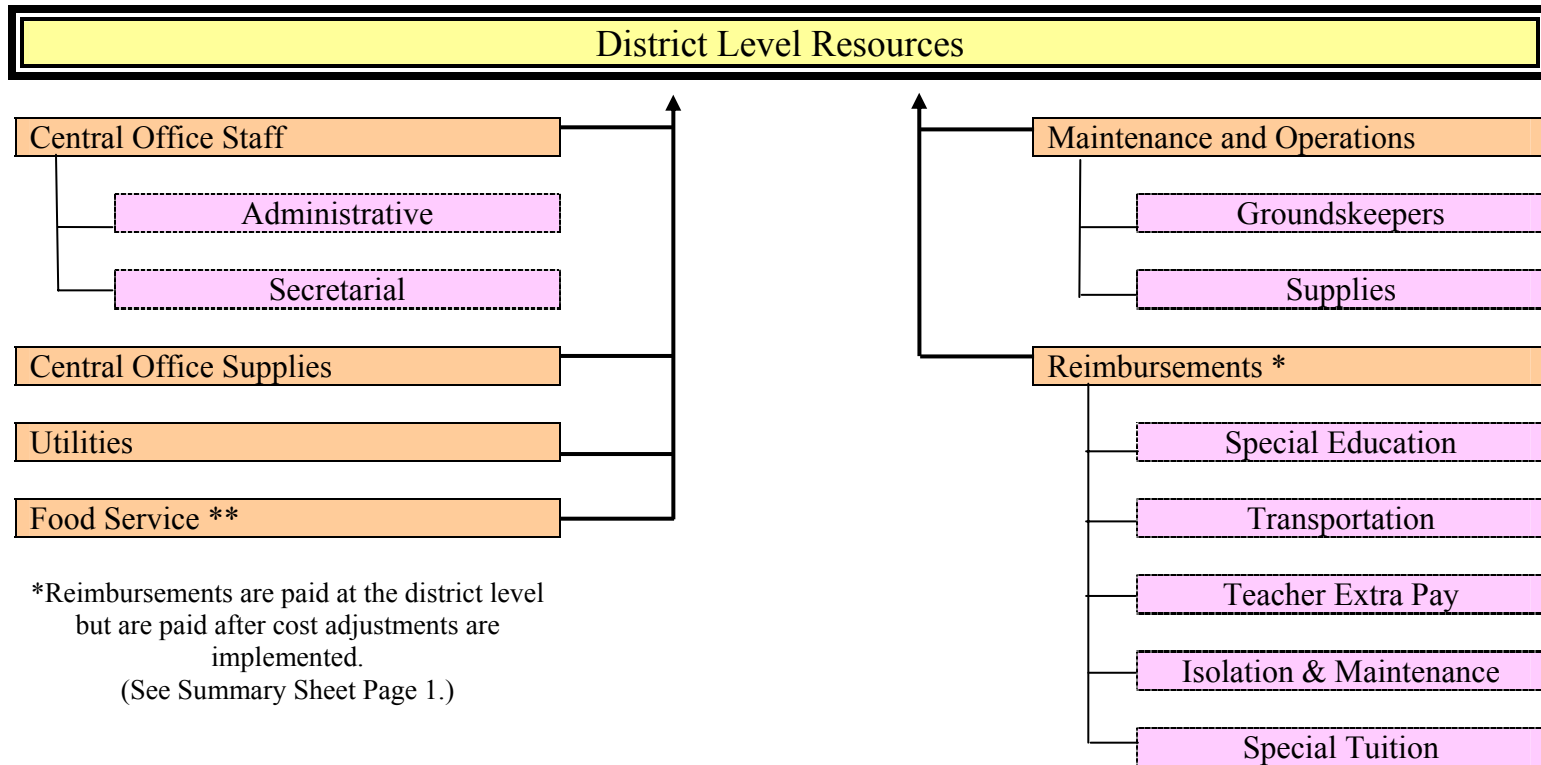 District Level Resources
Central Office Staff
Administrative
Secretarial
Central Office Supplies
Utilities
Food Service **
*Reimbursements are paid at the district level
but are paid after cost adjustments are
implemented.
(See Summary Sheet Page 1.)
Maintenance and Operations
Groundskeepers
Supplies
Reimbursements *
Special Education
Transportation
Teacher Extra Pay
Isolation & Maintenance
Special Tuition